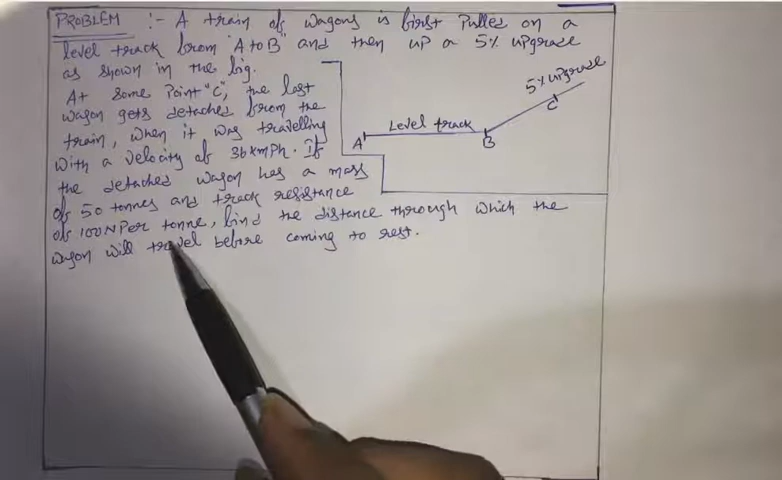 PROBLEM :- A train of wagons is first pulled on a
level track from "A to B" and then up a 5% upgrade
as shown in the fig.
At some Point "C", the last
wagon gets detached from the
train, when it was travelling
with a velocity of 36kmph. If
the detached wagon has a mass
of 50 tonnes and track resistance
of 100N Per tonne, find the distance through which the
wagon will travel before coming to rest.
5% upgrade
C
Level track
A
B